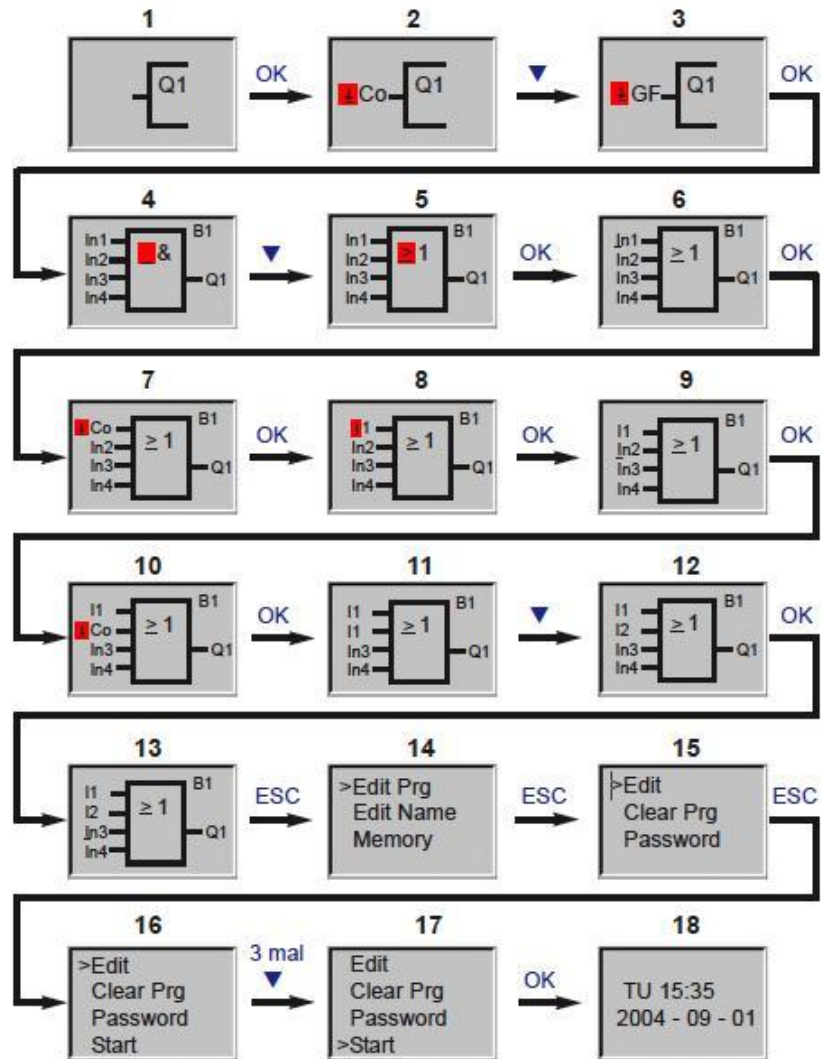 1
Q1
OK
2
Co
Q1
▼
3
GF
Q1
OK
4
In1
In2
In3
In4
&
B1
Q1
▼
5
In1
In2
In3
In4
≥1
B1
Q1
OK
6
In1
In2
In3
In4
≥1
B1
Q1
OK
7
Co
In2
In3
In4
≥1
B1
Q1
OK
8
I1
In2
In3
In4
≥1
B1
Q1
OK
9
I1
In2
In3
In4
≥1
B1
Q1
OK
10
I1
Co
In3
In4
≥1
B1
Q1
OK
11
I1
I1
In3
In4
≥1
B1
Q1
▼
12
I1
I2
In3
In4
≥1
B1
Q1
OK
13
I1
I2
In3
In4
≥1
B1
Q1
ESC
14
>Edit Prg
Edit Name
Memory
ESC
15
>Edit
Clear Prg
Password
ESC
16
>Edit
Clear Prg
Password
Start
3 mal
▼
17
Edit
Clear Prg
Password
>Start
OK
18
TU 15:35
2004 - 09 - 01